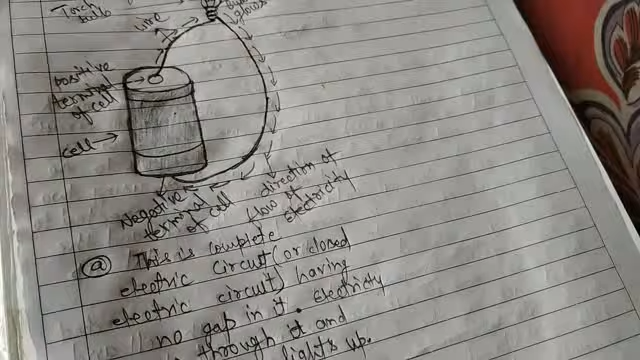 Torch
bulb
wire
glows
positive
terminal
of cell
cell
Negative
terminal
of cell
direction of
flow of
electricity
(a) This is complete
electric circuit (or closed
electric circuit) having
no gap in it. Electricity
through it and
lights up.